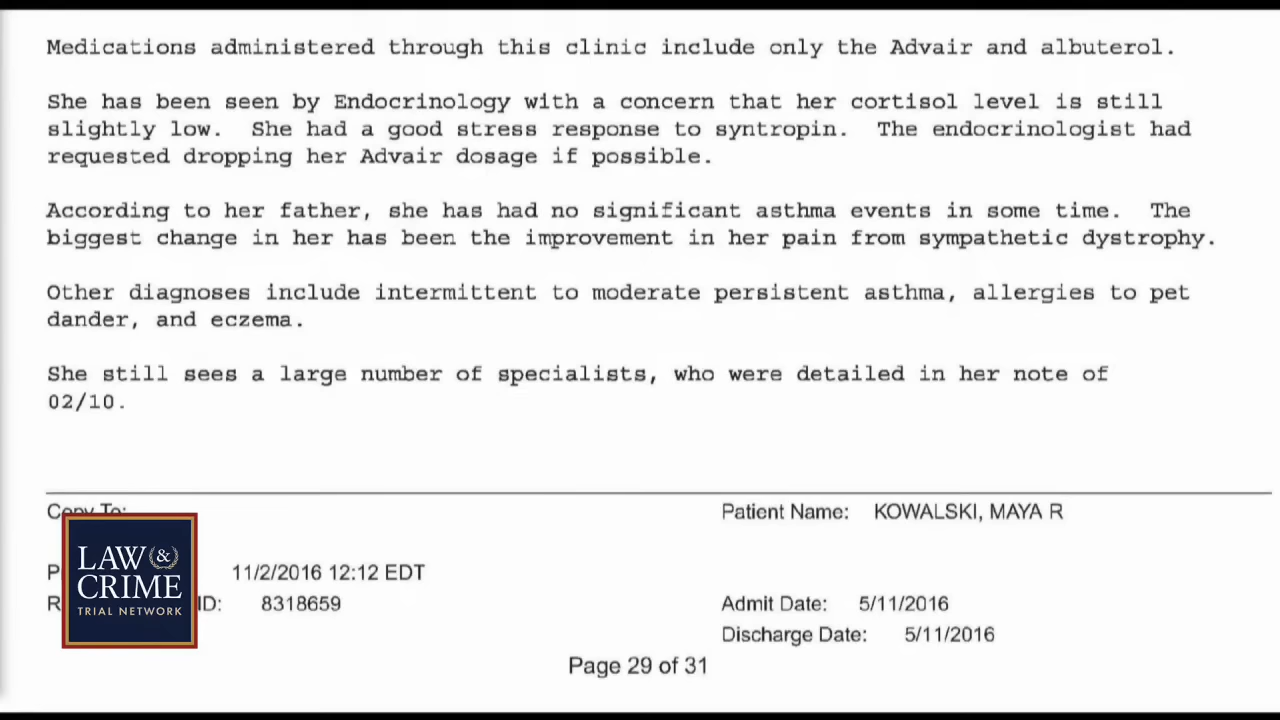 Medications administered through this clinic include only the Advair and albuterol.
She has been seen by Endocrinology with a concern that her cortisol level is still
slightly low. She had a good stress response to syntropin. The endocrinologist had
requested dropping her Advair dosage if possible.
According to her father, she has had no significant asthma events in some time. The
biggest change in her has been the improvement in her pain from sympathetic dystrophy.
Other diagnoses include intermittent to moderate persistent asthma, allergies to pet
dander, and eczema.
She still sees a large number of specialists, who were detailed in her note of
02/10.
Copy To:
Patient Name: KOWALSKI, MAYA R
11/2/2016 12:12 EDT
ID: 8318659
Admit Date: 5/11/2016
Discharge Date: 5/11/2016
Page 29 of 31
LAW &
CRIME
TRIAL NETWORK